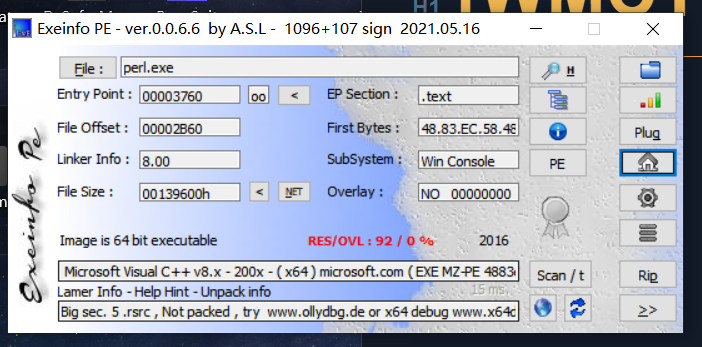 H1
Exeinfo PE - ver.0.0.6.6 by A.S.L - 1096+107 sign 2021.05.16
File : perl.exe H
Entry Point : 00003760 oo < EP Section : .text
File Offset : 00002B60 First Bytes : 48.83.EC.58.48 Plug
Linker Info : 8.00 SubSystem : Win Console PE
File Size : 00139600h < NET Overlay : NO 00000000
Image is 64 bit executable RES/OVL : 92 / 0 % 2016
Microsoft Visual C++ v8.x - 200x - ( x64 ) microsoft.com ( EXE MZ-PE 4883 Scan / t Rip
Lamer Info - Help Hint - Unpack info 15 ms.
Big sec. 5 .rsrc , Not packed , try www.ollydbg.de or x64 debug www.x64 >>
Exeinfo Pe